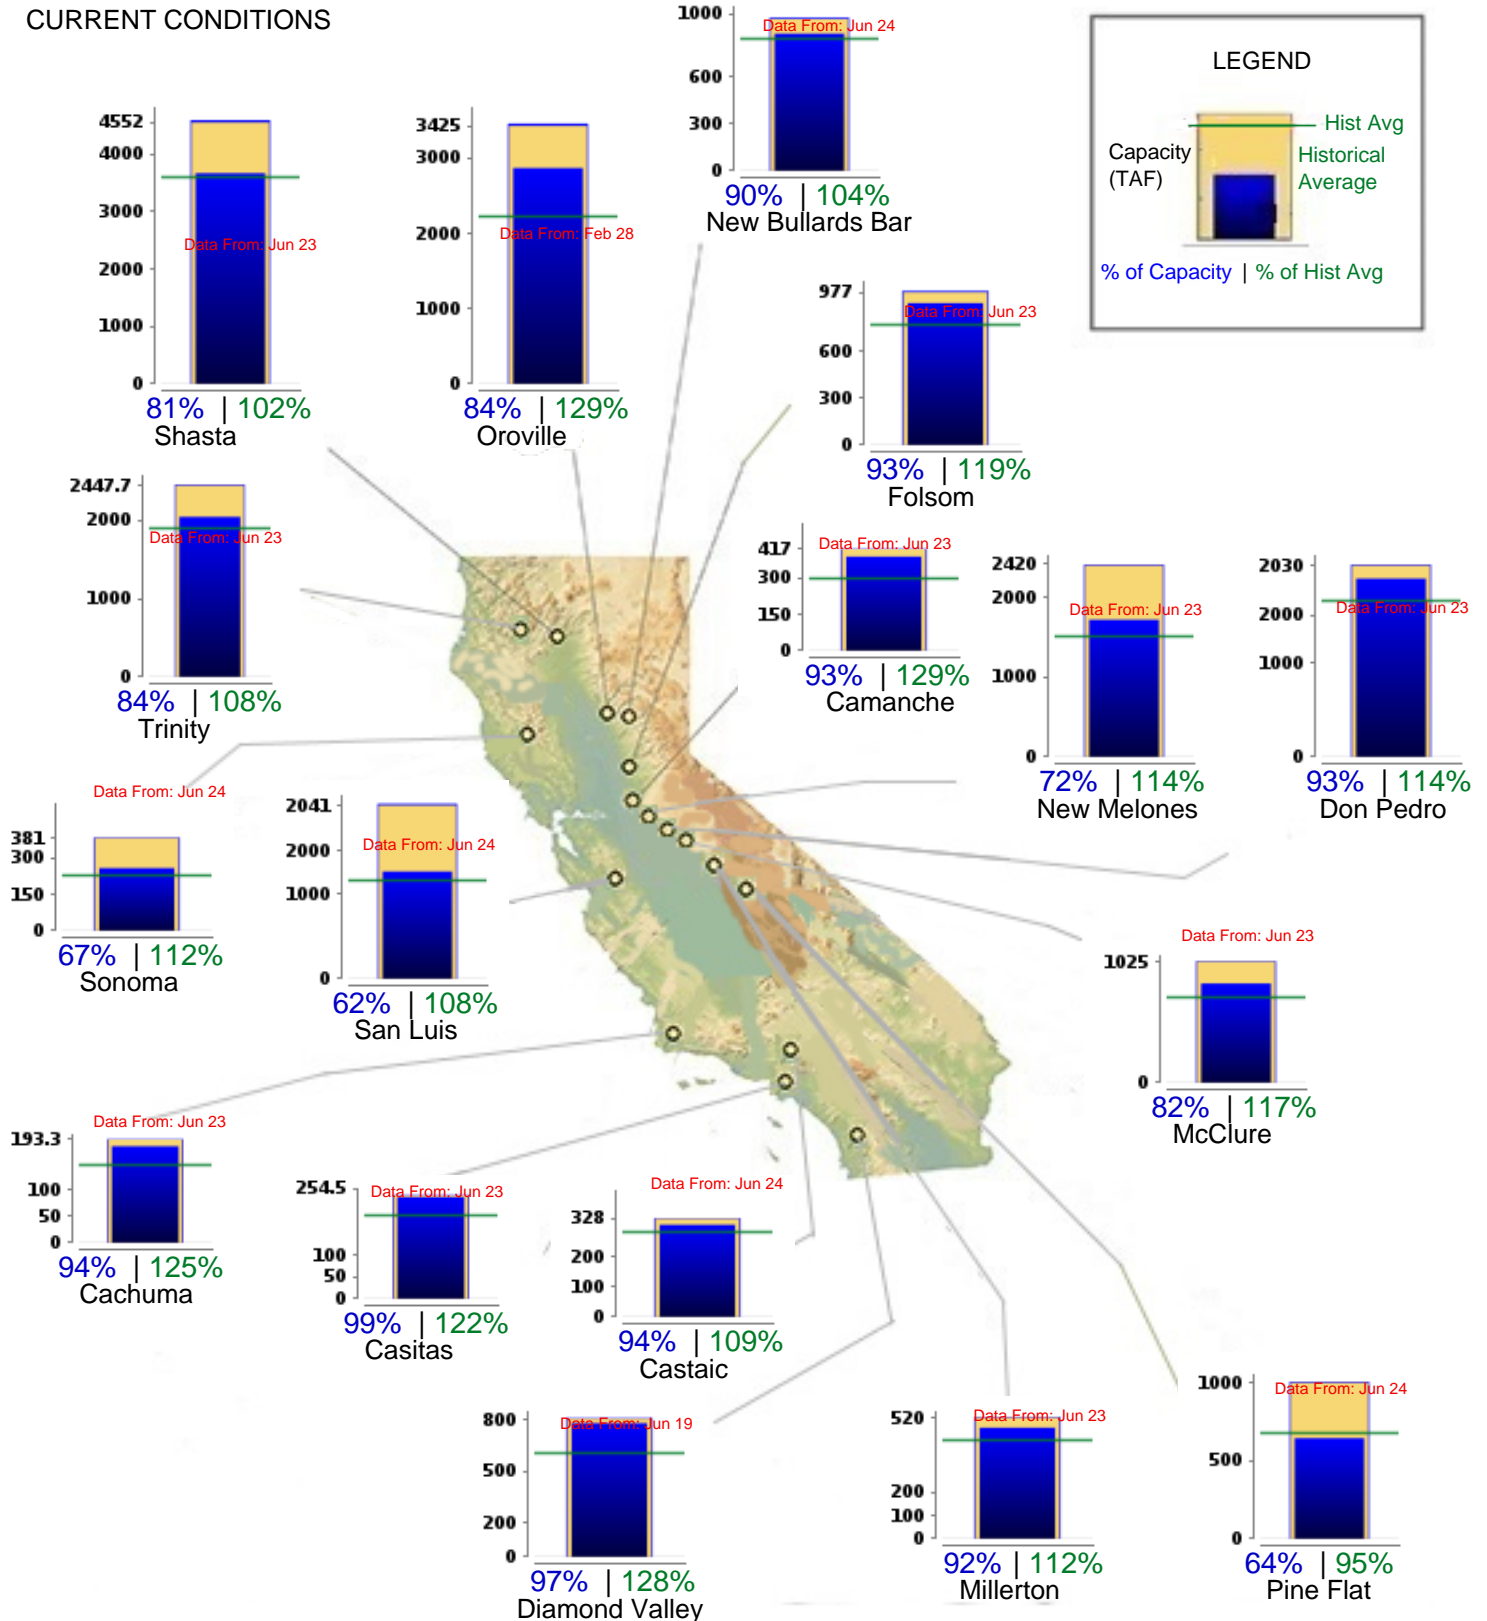 CURRENT CONDITIONS
1000
600
300
0
Data From: Jun 24
90% | 104%
New Bullards Bar
LEGEND
Hist Avg
Capacity
(TAF)
Historical
Average
% of Capacity | % of Hist Avg
4552
4000
3000
2000
1000
0
Data From: Jun 23
81% | 102%
Shasta
3425
3000
2000
1000
0
Data From: Feb 28
84% | 129%
Oroville
977
600
300
0
Data From: Jun 23
93% | 119%
Folsom
2447.7
2000
1000
0
Data From: Jun 23
84% | 108%
Trinity
417
300
150
0
Data From: Jun 23
93% | 129%
Camanche
2420
2000
1000
0
Data From: Jun 23
72% | 114%
New Melones
2030
2000
1000
0
Data From: Jun 23
93% | 114%
Don Pedro
Data From: Jun 24
381
300
150
0
67% | 112%
Sonoma
2041
2000
1000
0
Data From: Jun 24
62% | 108%
San Luis
Data From: Jun 23
1025
0
82% | 117%
McClure
Data From: Jun 23
193.3
100
50
0
94% | 125%
Cachuma
254.5
100
50
0
Data From: Jun 23
99% | 122%
Casitas
Data From: Jun 24
328
200
100
0
94% | 109%
Castaic
800
500
200
0
Data From: Jun 19
97% | 128%
Diamond Valley
520
200
100
0
Data From: Jun 23
92% | 112%
Millerton
1000
500
0
Data From: Jun 24
64% | 95%
Pine Flat